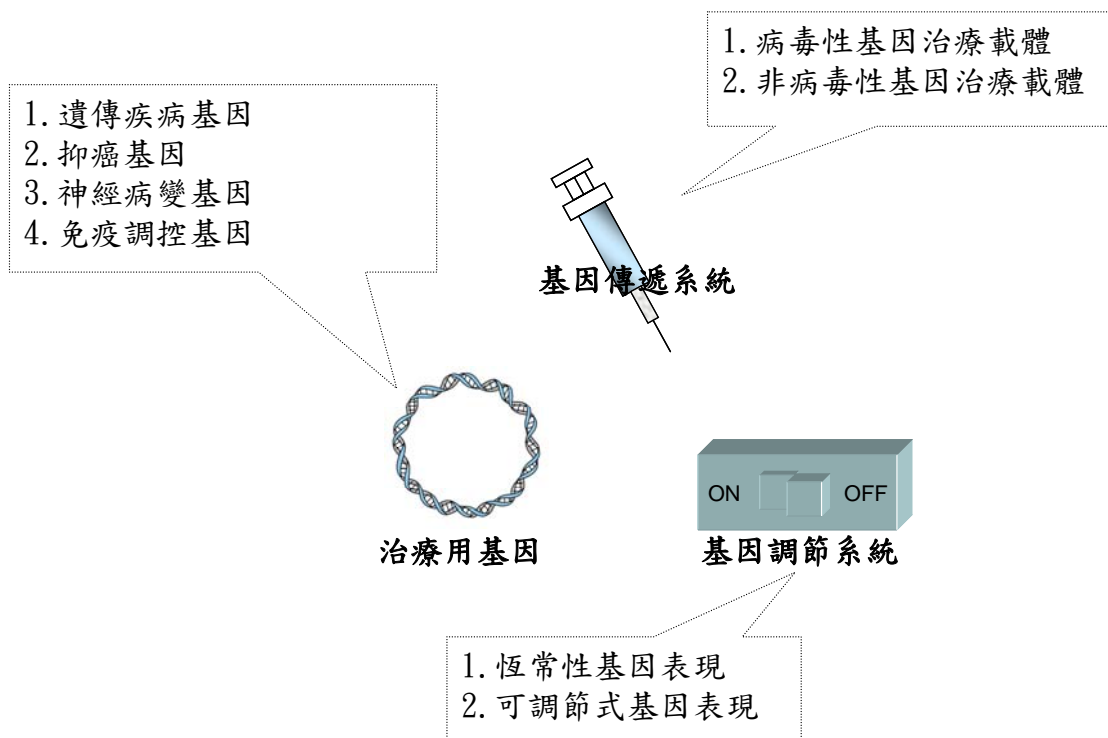 1. 病毒性基因治療載體
2. 非病毒性基因治療載體
1. 遺傳疾病基因
2. 抑癌基因
3. 神經病變基因
4. 免疫調控基因
基因傳遞系統
ON OFF
治療用基因
基因調節系統
1. 恆常性基因表現
2. 可調節式基因表現